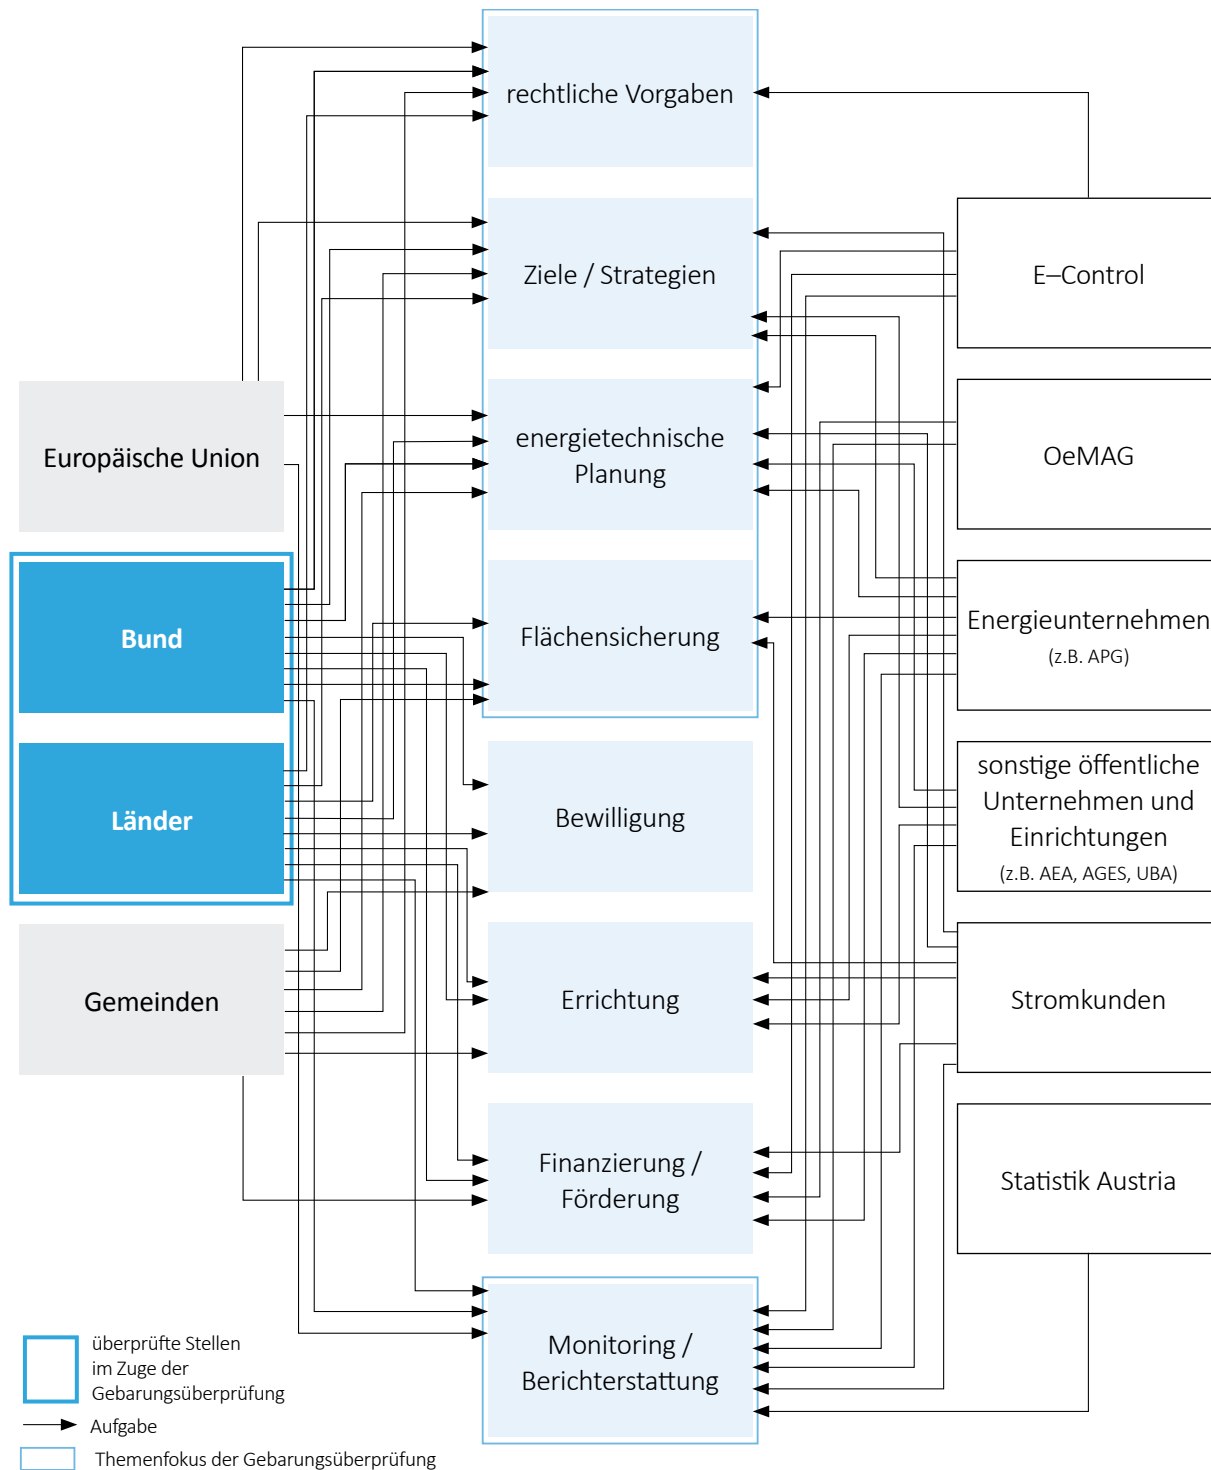 rechtliche Vorgaben
Ziele / Strategien
energietechnische
Planung
Flächensicherung
Bewilligung
Errichtung
Finanzierung /
Förderung
Monitoring /
Berichterstattung
Europäische Union
Bund
Länder
Gemeinden
E–Control
OeMAG
Energieunternehmen
(z.B. APG)
sonstige öffentliche
Unternehmen und
Einrichtungen
(z.B. AEA, AGES, UBA)
Stromkunden
Statistik Austria
überprüfte Stellen
im Zuge der
Gebarungsüberprüfung
Aufgabe
Themenfokus der Gebarungsüberprüfung